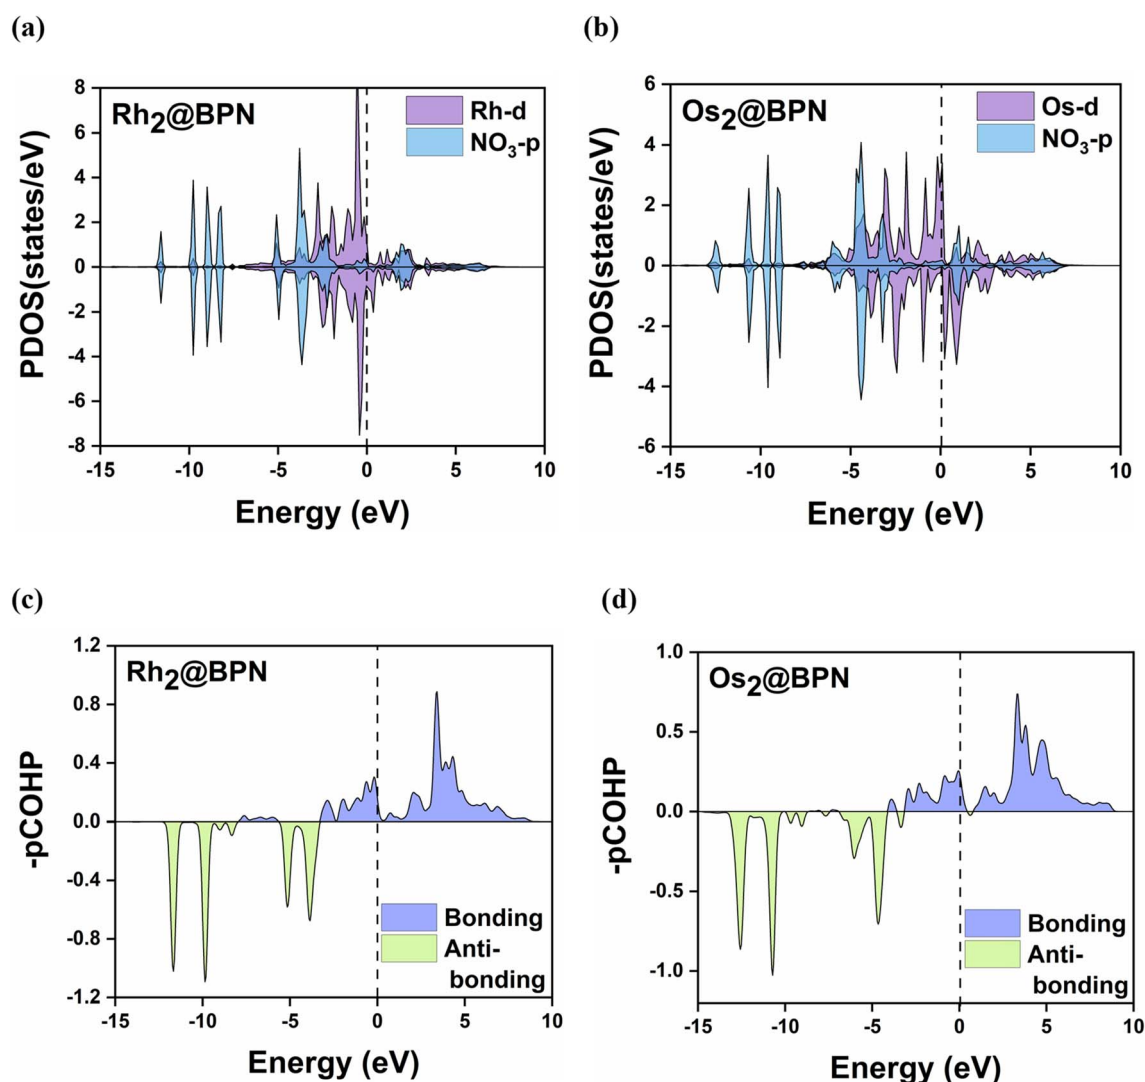 (a)
(b)
Rh2@BPN
Rh-d
NO3-p
PDOS(states/eV)
8
6
4
2
0
-2
-4
-6
-8
-15
-10
-5
0
5
10
Energy (eV)
Os2@BPN
Os-d
NO3-p
PDOS(states/eV)
6
4
2
0
-2
-4
-6
-15
-10
-5
0
5
10
Energy (eV)
(c)
(d)
Rh2@BPN
-pCOHP
1.2
0.8
0.4
0.0
-0.4
-0.8
-1.2
Bonding
Anti-
bonding
-15
-10
-5
0
5
10
Energy (eV)
Os2@BPN
-pCOHP
1.0
0.5
0.0
-0.5
-1.0
Bonding
Anti-
bonding
-15
-10
-5
0
5
10
Energy (eV)